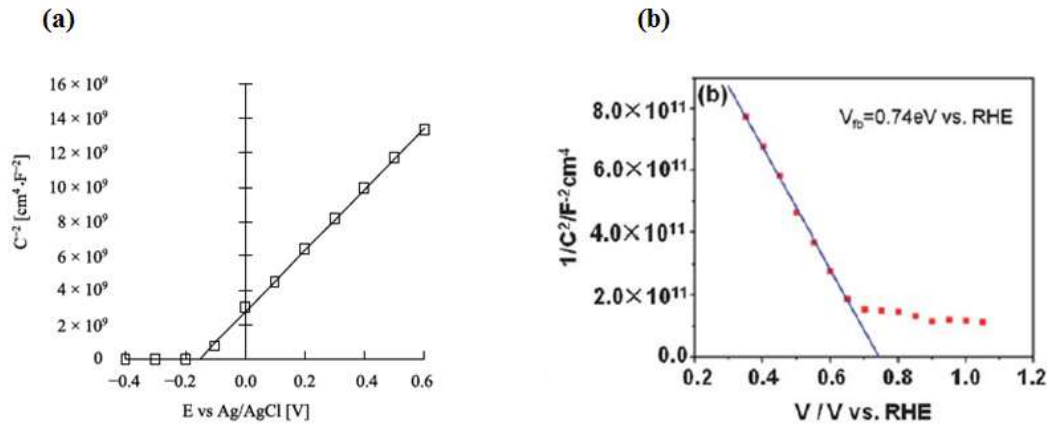 (a)
16 × 10⁹
14 × 10⁹
12 × 10⁹
10 × 10⁹
8 × 10⁹
6 × 10⁹
4 × 10⁹
2 × 10⁹
0
C⁻² [cm⁴·F⁻²]
−0.4 −0.2 0.0 0.2 0.4 0.6
E vs Ag/AgCl [V]
(b)
(b)
V_fb=0.74eV vs. RHE
8.0×10¹¹
6.0×10¹¹
4.0×10¹¹
2.0×10¹¹
0.0
1/C²/F⁻²cm⁴
0.2 0.4 0.6 0.8 1.0 1.2
V / V vs. RHE